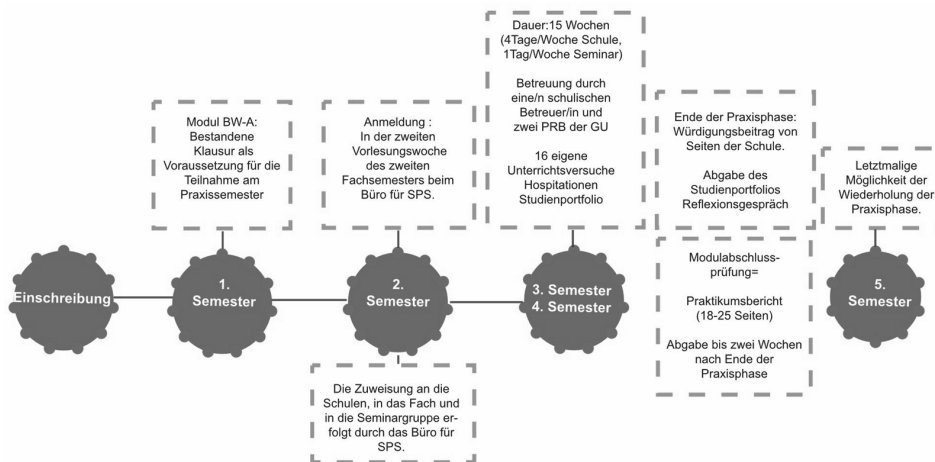 Einschreibung
Modul BW-A:
Bestandene
Klausur als
Voraussetzung für die
Teilnahme am
Praxissemester
1.
Semester
Anmeldung :
In der zweiten
Vorlesungswoche
des zweiten
Fachsemesters beim
Büro für SPS.
2.
Semester
Die Zuweisung an die
Schulen, in das Fach und
in die Seminargruppe er-
folgt durch das Büro für
SPS.
Dauer:15 Wochen
(4Tage/Woche Schule,
1Tag/Woche Seminar)
Betreuung durch
eine/n schulischen
Betreuer/in und
zwei PRB der GU
16 eigene
Unterrichtsversuche
Hospitationen
Studienportfolio
3. Semester
4. Semester
Ende der Praxisphase:
Würdigungsbeitrag von
Seiten der Schule.
Abgabe des
Studienportfolios
Reflexionsgespräch
Modulabschluss-
prüfung=
Praktikumsbericht
(18-25 Seiten)
Abgabe bis zwei Wochen
nach Ende der
Praxisphase
Letztmalige
Möglichkeit der
Wiederholung der
Praxisphase.
5.
Semester